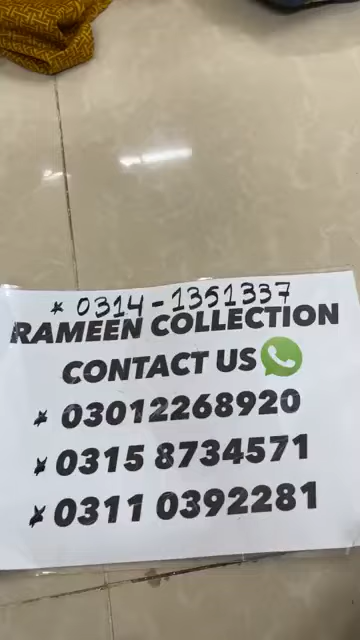 * 0314-1351337
RAMEEN COLLECTION
CONTACT US
* 03012268920
* 0315 8734571
* 0311 0392281